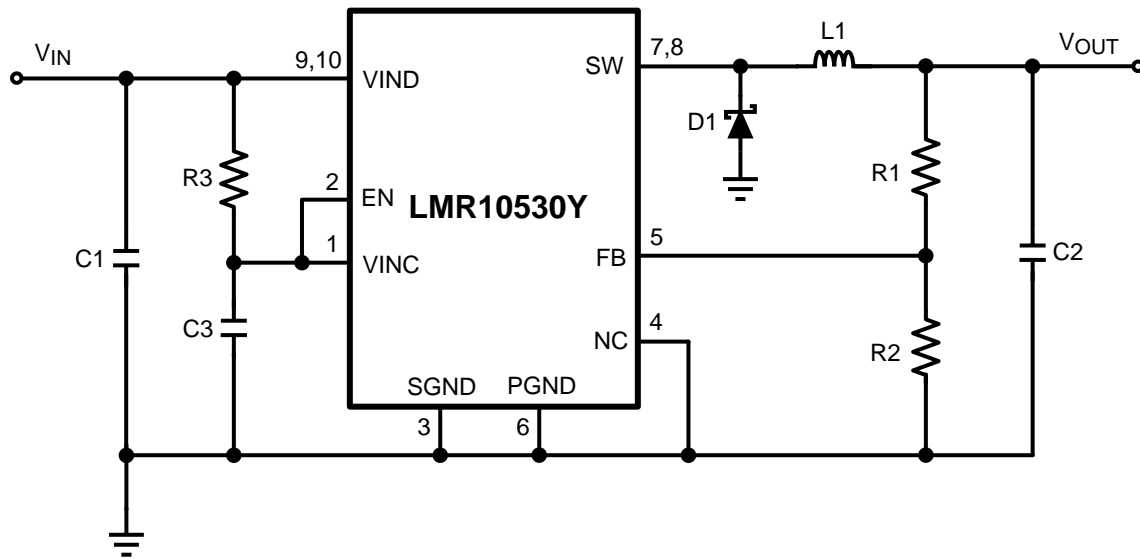 L1
VIN
7,8
VOUT
9,10
SW
VIND
D1
R3
2
R1
EN
LMR10530Y
1
5
C1
VINC
FB
C2
C3
4
NC
R2
SGND
PGND
3
6